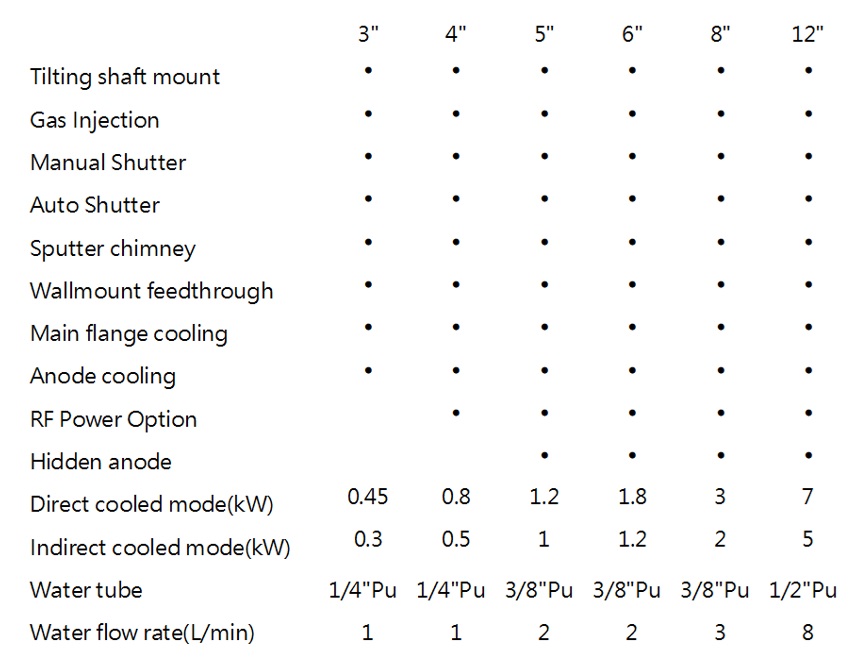 3" 4" 5" 6" 8" 12"
Tilting shaft mount • • • • • •
Gas Injection • • • • • •
Manual Shutter • • • • • •
Auto Shutter • • • • • •
Sputter chimney • • • • • •
Wallmount feedthrough • • • • • •
Main flange cooling • • • • • •
Anode cooling • • • • • •
RF Power Option • • • • •
Hidden anode • • • •
Direct cooled mode(kW) 0.45 0.8 1.2 1.8 3 7
Indirect cooled mode(kW) 0.3 0.5 1 1.2 2 5
Water tube 1/4"Pu 1/4"Pu 3/8"Pu 3/8"Pu 3/8"Pu 1/2"Pu
Water flow rate(L/min) 1 1 2 2 3 8